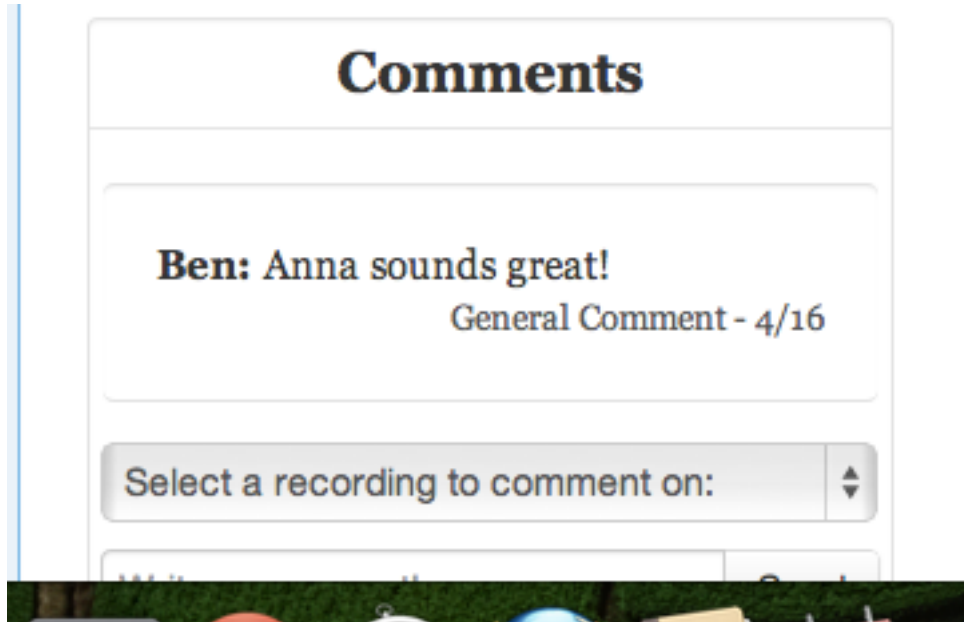 Comments
Ben: Anna sounds great!
General Comment - 4/16
Select a recording to comment on: